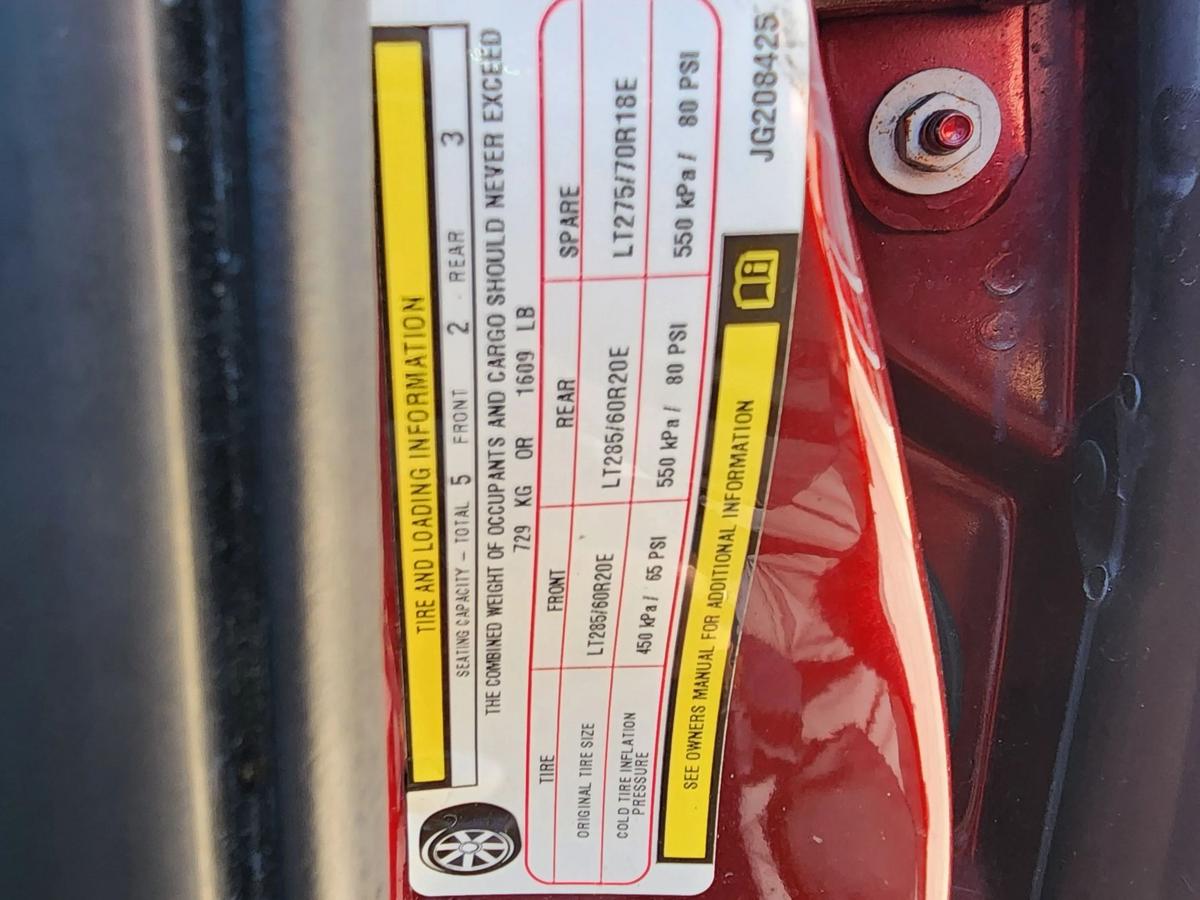 TIRE AND LOADING INFORMATION
SEATING CAPACITY – TOTAL 5 FRONT 2 REAR 3
THE COMBINED WEIGHT OF OCCUPANTS AND CARGO SHOULD NEVER EXCEED
729 KG OR 1609 LB
TIRE FRONT REAR SPARE
ORIGINAL TIRE SIZE LT285/60R20E LT285/60R20E LT275/70R18E
COLD TIRE INFLATION PRESSURE 450 kPa/ 65 PSI 550 kPa/ 80 PSI 550 kPa/ 80 PSI
SEE OWNERS MANUAL FOR ADDITIONAL INFORMATION
JG208425